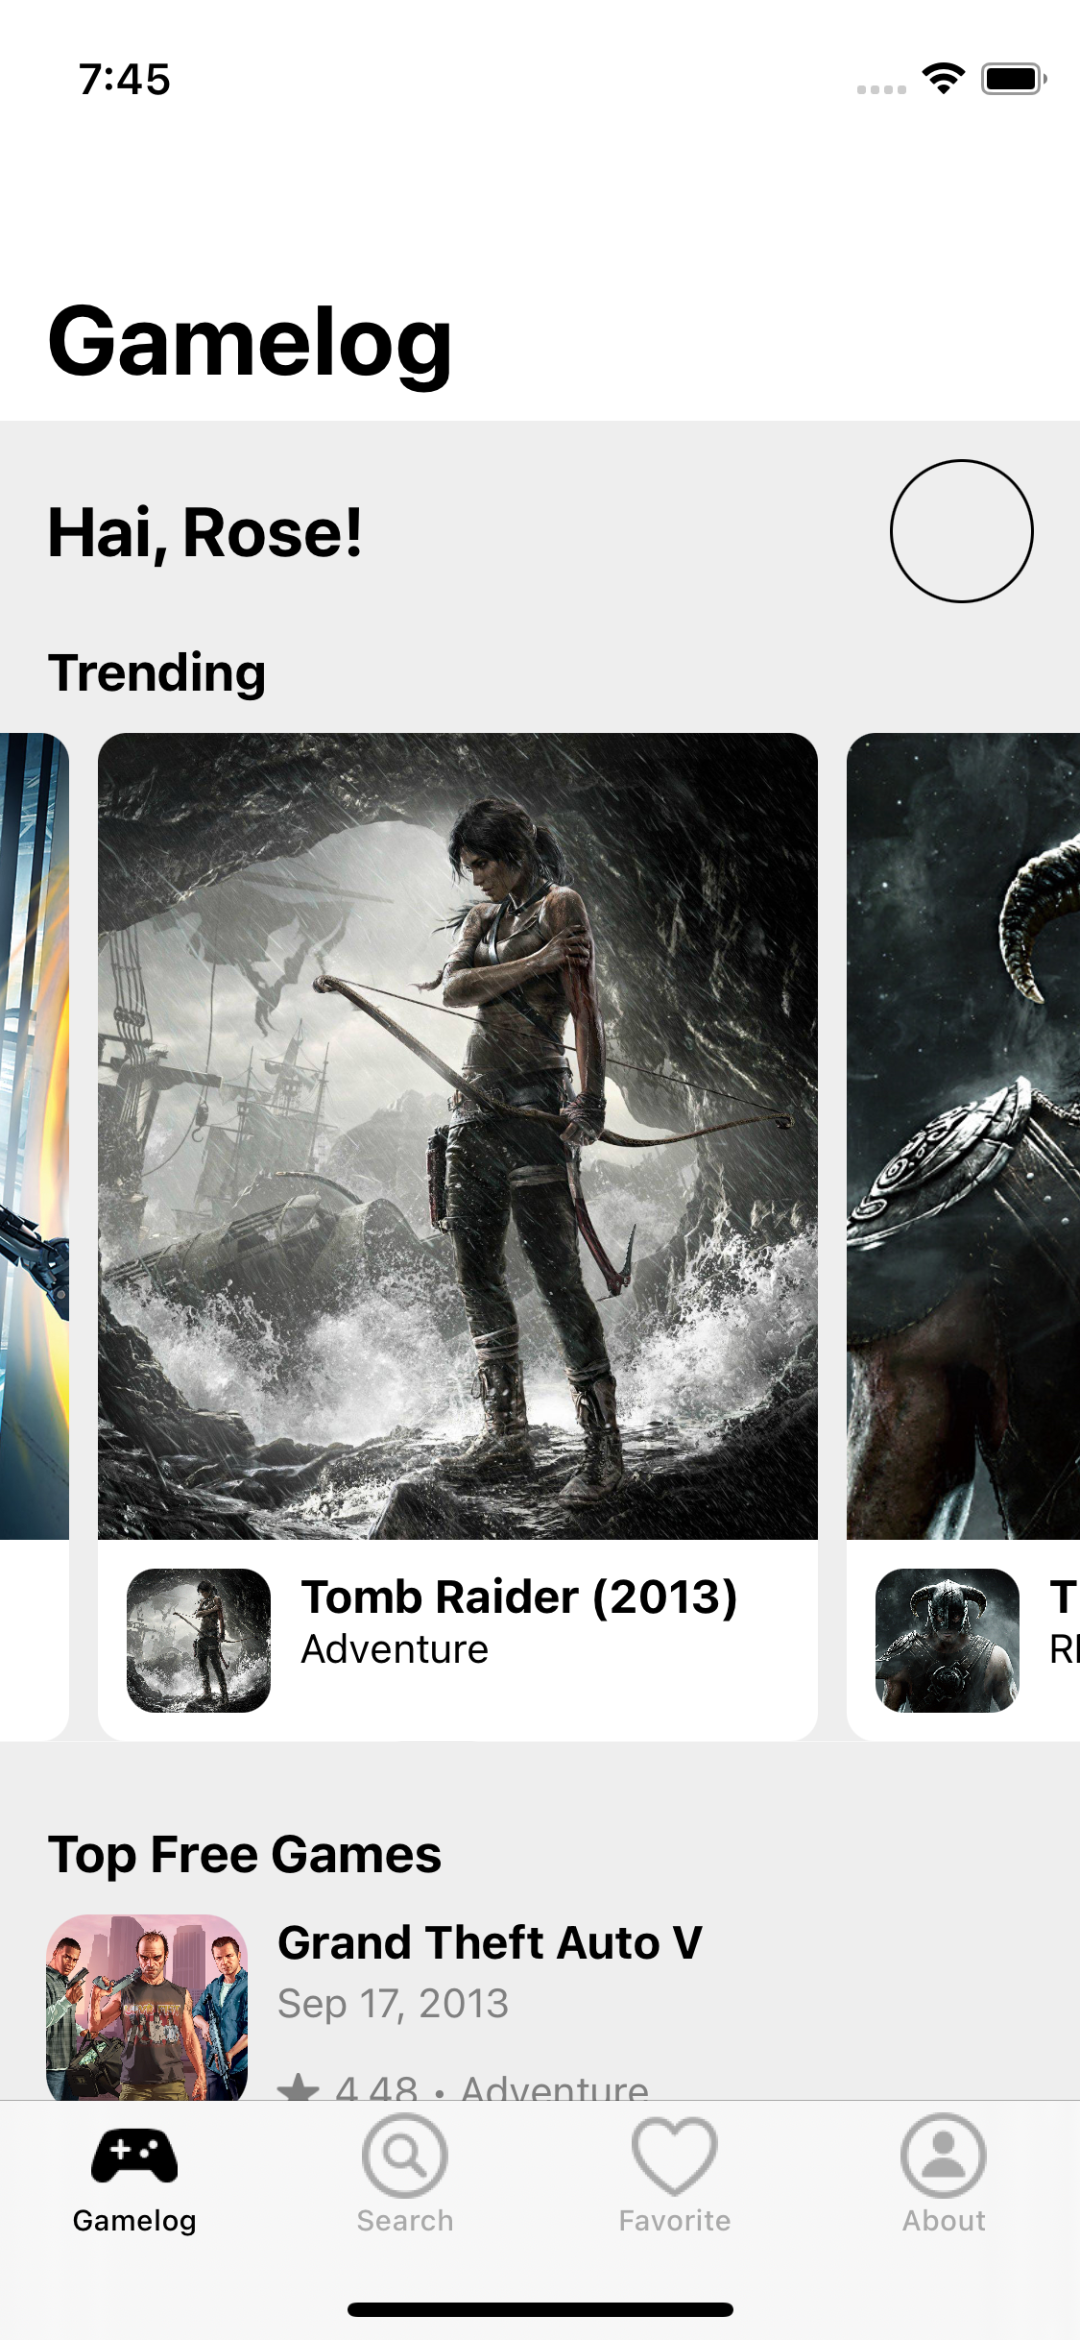 7:45
Gamelog
Hai, Rose!
Trending
Tomb Raider (2013)
Adventure
Top Free Games
Grand Theft Auto V
Sep 17, 2013
4.48 • Adventure
Gamelog
Search
Favorite
About